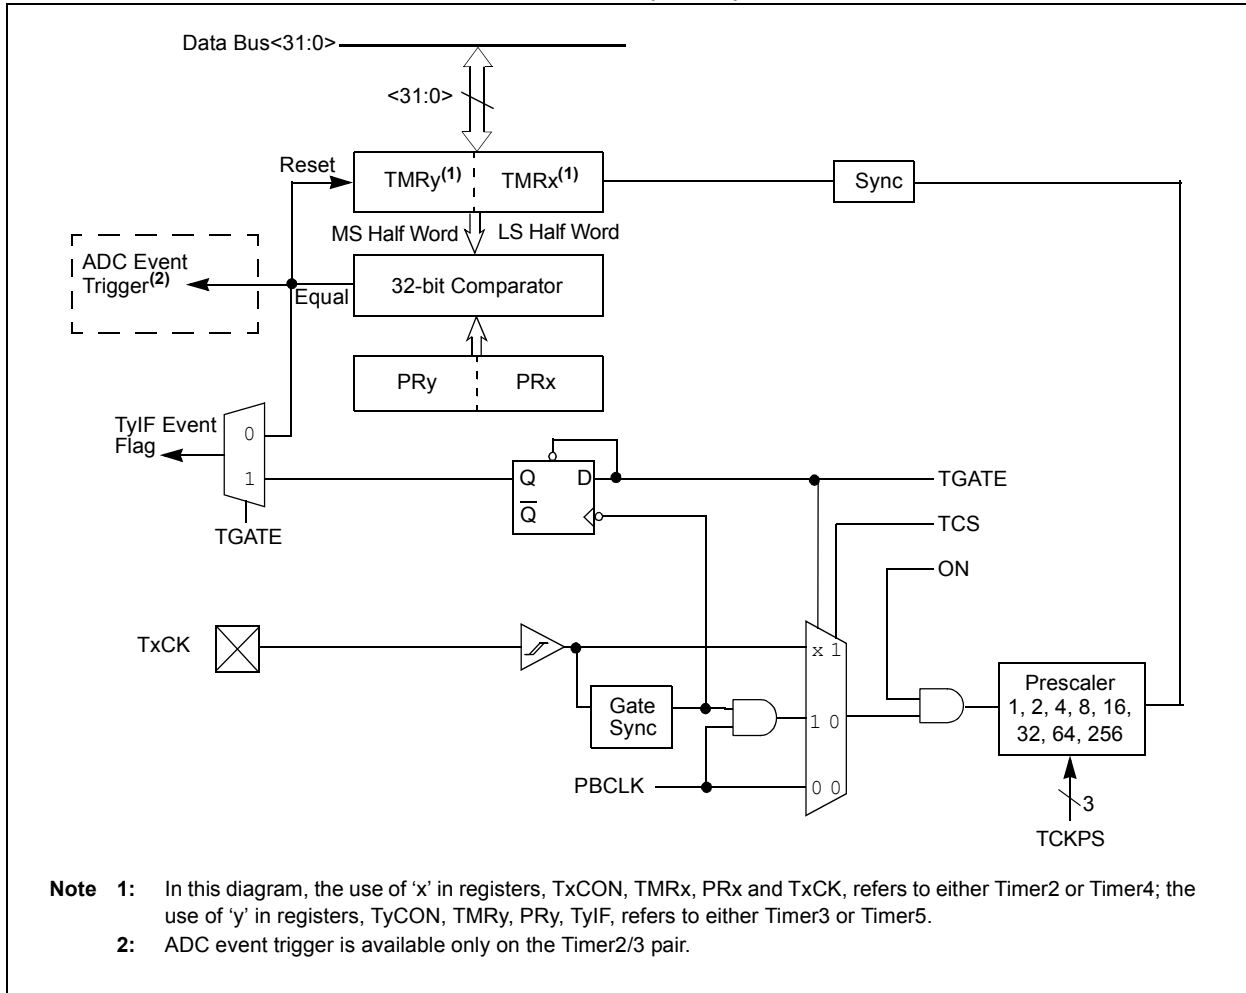 Data Bus<31:0>
<31:0>
Reset
TMRy(1)
TMRx(1)
Sync
MS Half Word
LS Half Word
ADC Event
Trigger(2)
Equal
32-bit Comparator
PRy
PRx
TyIF Event
Flag
0
1
TGATE
Q
D
Q̅
TGATE
TCS
ON
TxCK
x 1
Gate
Sync
1 0
Prescaler
1, 2, 4, 8, 16,
32, 64, 256
PBCLK
0 0
3
TCKPS
Note 1: In this diagram, the use of ‘x’ in registers, TxCON, TMRx, PRx and TxCK, refers to either Timer2 or Timer4; the
use of ‘y’ in registers, TyCON, TMRy, PRy, TyIF, refers to either Timer3 or Timer5.
2: ADC event trigger is available only on the Timer2/3 pair.